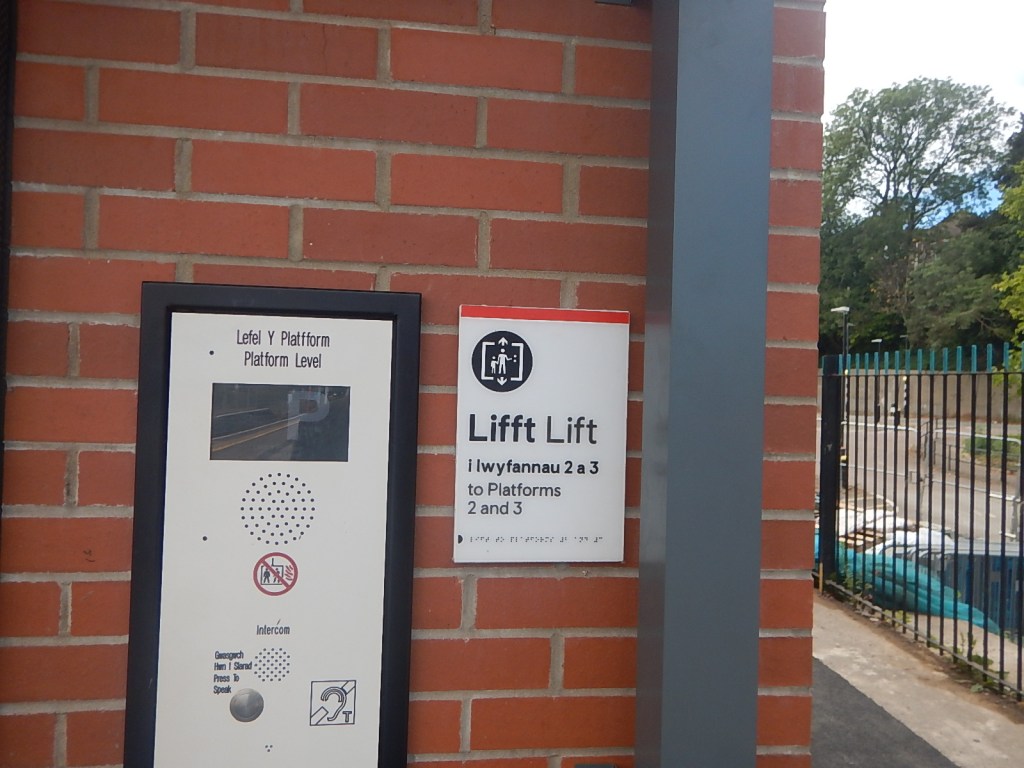 Lefel Y Platfform
Platform Level
P
Intercom
Gwasgwch
Hwn I Siarad
Press To
Speak
T
Lifft Lift
i lwyfannau 2 a 3
to Platforms
2 and 3